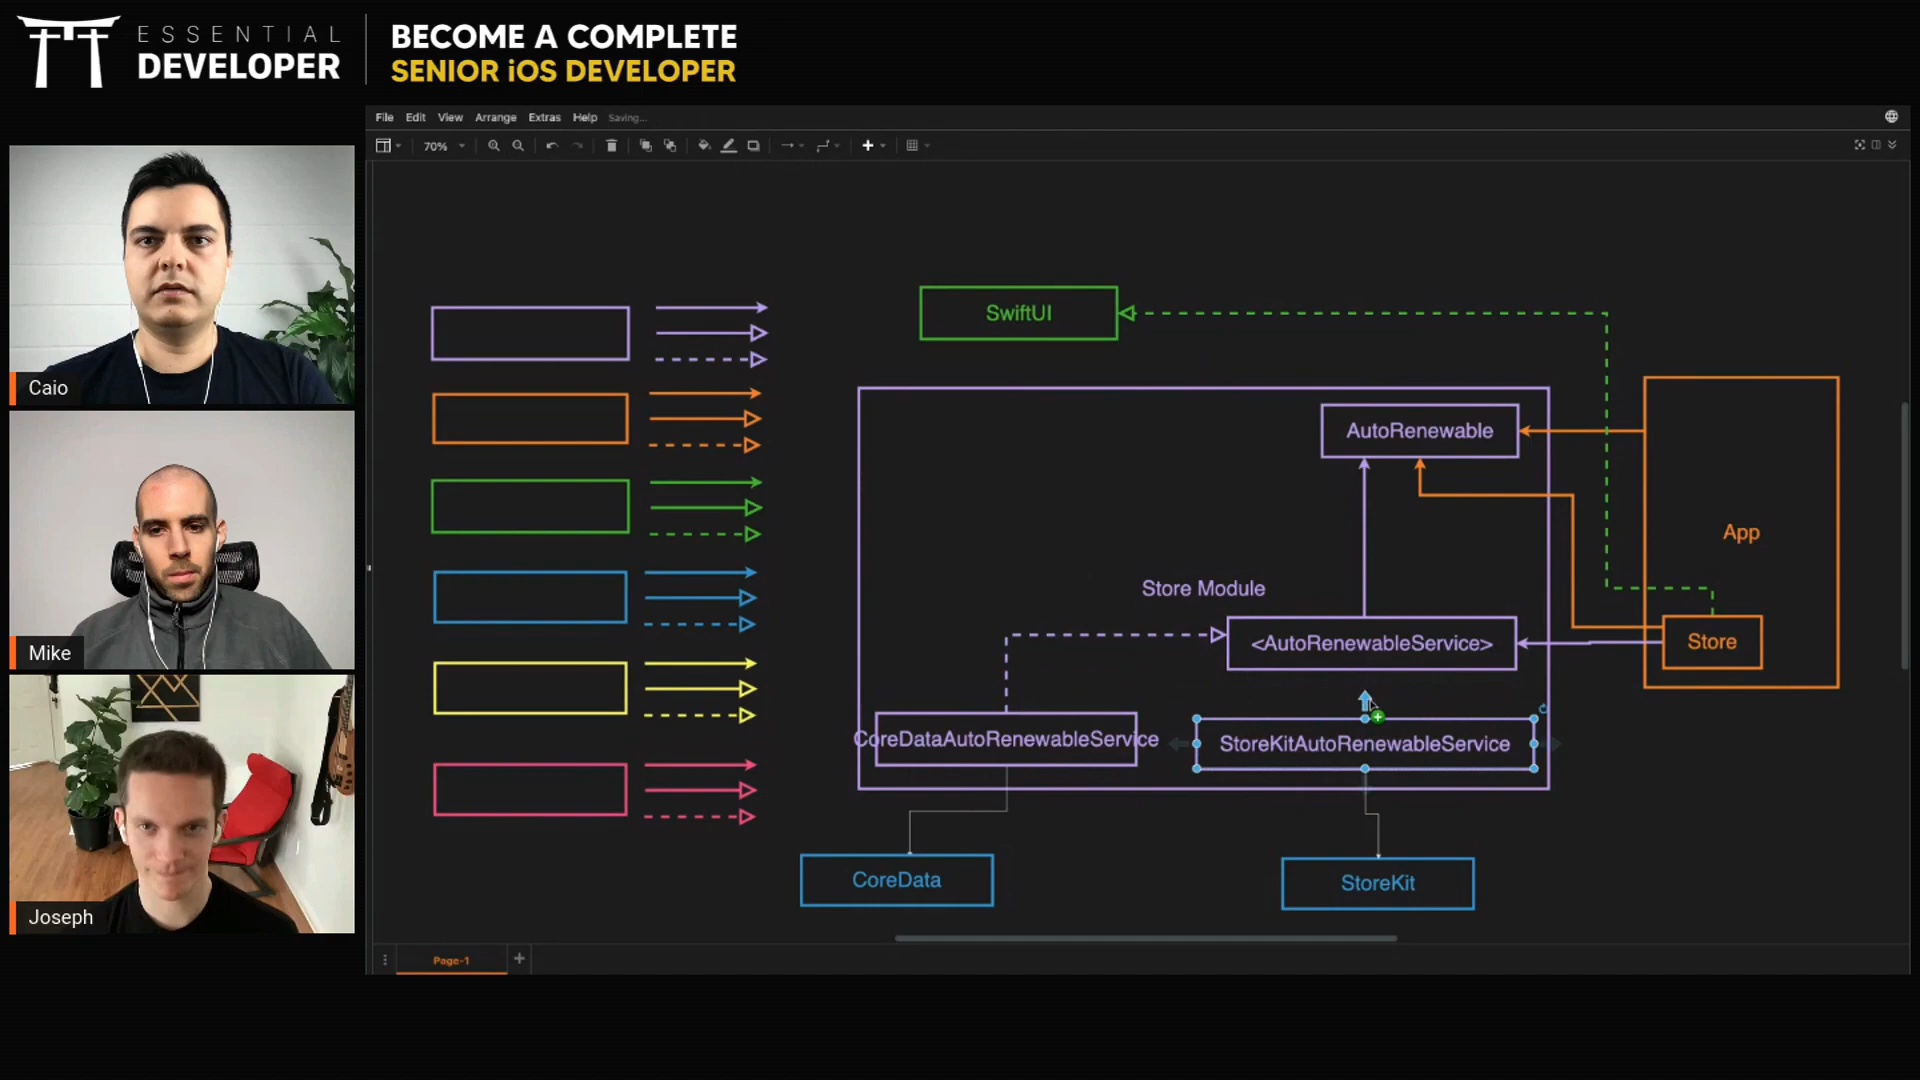 ESSENTIAL
DEVELOPER
BECOME A COMPLETE
SENIOR iOS DEVELOPER
File Edit View Arrange Extras Help Saving...
70%
Caio
Mike
Joseph
SwiftUI
AutoRenewable
App
Store Module
<AutoRenewableService>
Store
CoreDataAutoRenewableService
StoreKitAutoRenewableService
CoreData
StoreKit
Page-1